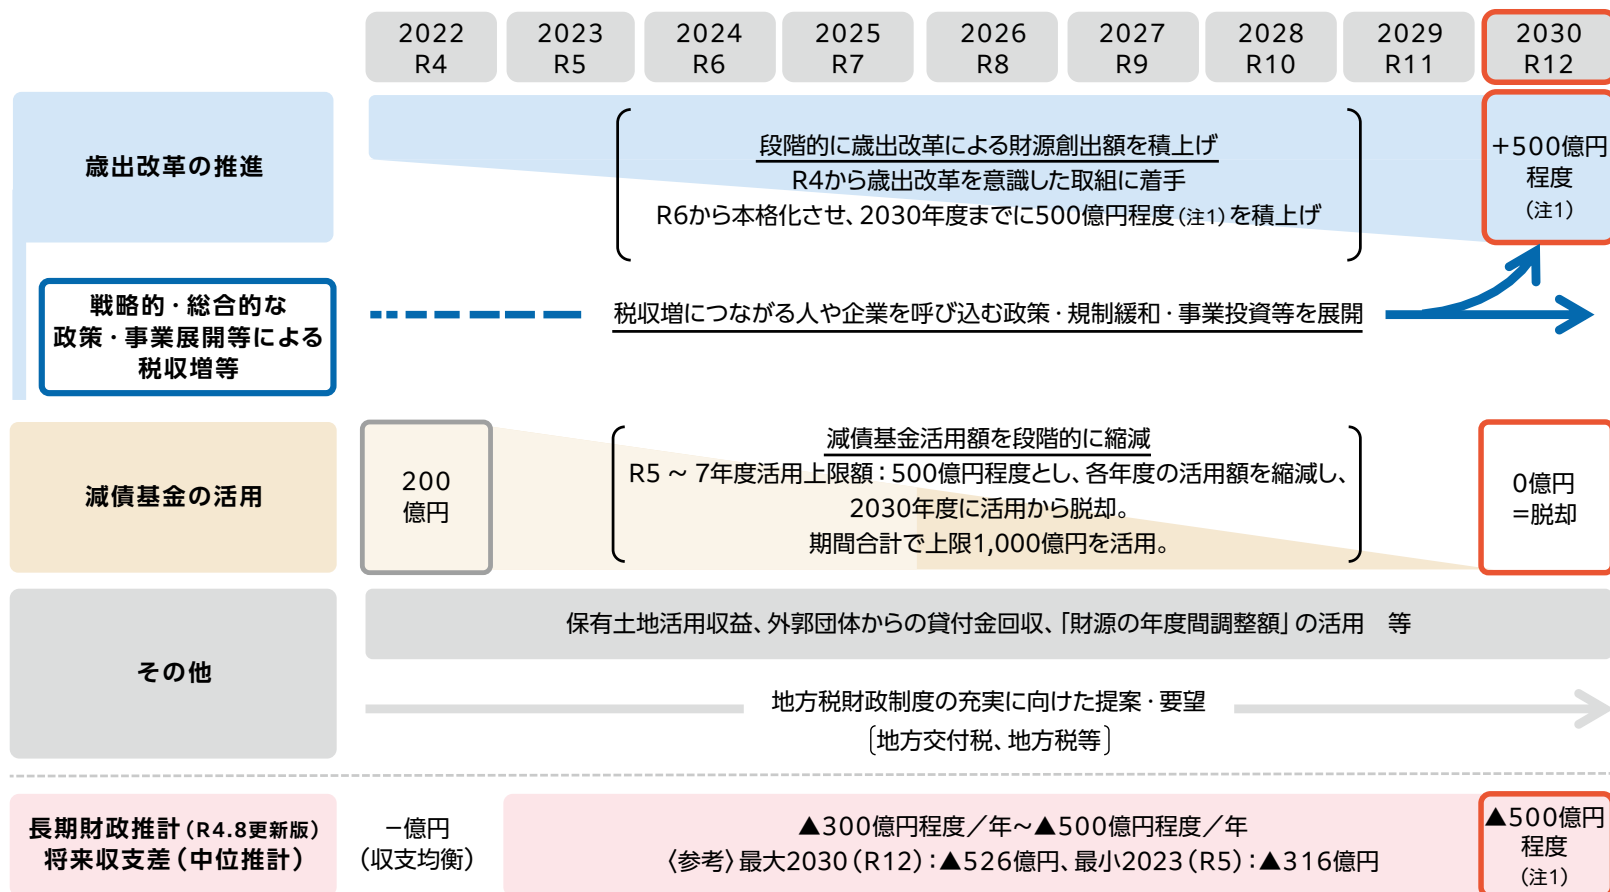 2022
R4
2023
R5
2024
R6
2025
R7
2026
R8
2027
R9
2028
R10
2029
R11
2030
R12
歳出改革の推進
段階的に歳出改革による財源創出額を積上げ
R4から歳出改革を意識した取組に着手
R6から本格化させ、2030年度までに500億円程度(注1)を積上げ
+500億円
程度
(注1)
戦略的・総合的な
政策・事業展開等による
税収増等
税収増につながる人や企業を呼び込む政策・規制緩和・事業投資等を展開
減債基金の活用
200
億円
減債基金活用額を段階的に縮減
R5 ～ 7年度活用上限額：500億円程度とし、各年度の活用額を縮減し、
2030年度に活用から脱却。
期間合計で上限1,000億円を活用。
0億円
=脱却
その他
保有土地活用収益、外郭団体からの貸付金回収、「財源の年度間調整額」の活用　等
地方税財政制度の充実に向けた提案・要望
〔地方交付税、地方税等〕
長期財政推計(R4.8更新版)
将来収支差(中位推計)
−億円
(収支均衡)
▲300億円程度／年～▲500億円程度／年
〈参考〉最大2030(R12)：▲526億円、最小2023(R5)：▲316億円
▲500億円
程度
(注1)